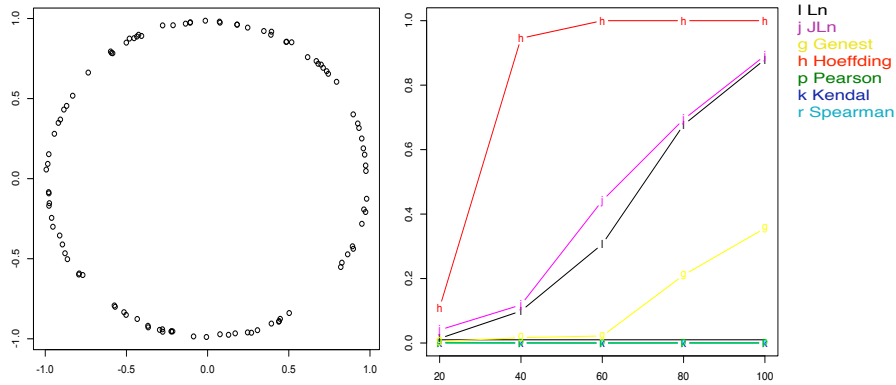 1.0
0.5
0.0
-0.5
-1.0
-1.0 -0.5 0.0 0.5 1.0
1.0
0.8
0.6
0.4
0.2
0.0
20 40 60 80 100
h h h h h
j j j j j
l l l l l
g g g g g
k k k k k
l Ln
j JLn
g Genest
h Hoeffding
p Pearson
k Kendal
r Spearman